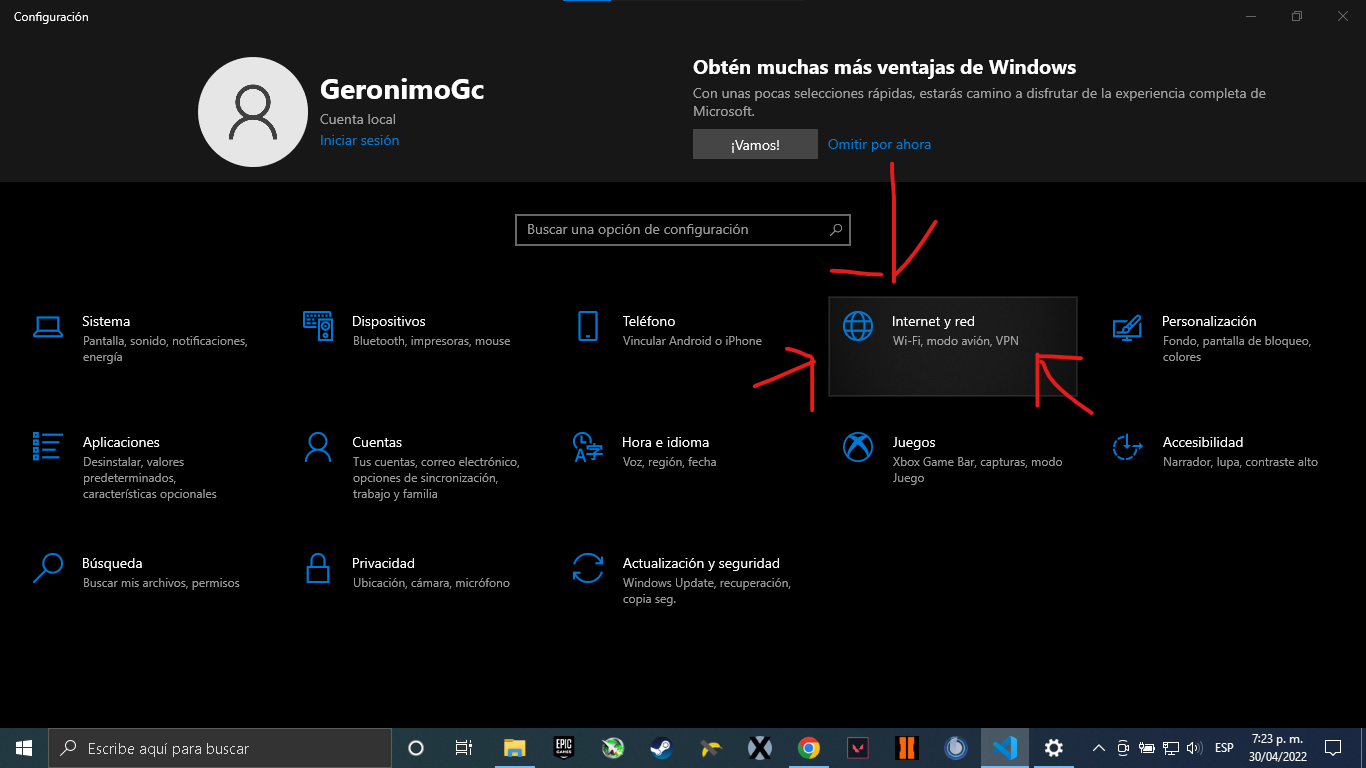 Configuración
GeronimoGc
Cuenta local
Iniciar sesión
Obtén muchas más ventajas de Windows
Con unas pocas selecciones rápidas, estarás camino a disfrutar de la experiencia completa de
Microsoft.
¡Vamos!
Omitir por ahora
Buscar una opción de configuración
Sistema
Pantalla, sonido, notificaciones,
energía
Dispositivos
Bluetooth, impresoras, mouse
Teléfono
Vincular Android o iPhone
Internet y red
Wi-Fi, modo avión, VPN
Personalización
Fondo, pantalla de bloqueo,
colores
Aplicaciones
Desinstalar, valores
predeterminados,
características opcionales
Cuentas
Tus cuentas, correo electrónico,
opciones de sincronización,
trabajo y familia
Hora e idioma
Voz, región, fecha
Juegos
Xbox Game Bar, capturas, modo
Juego
Accesibilidad
Narrador, lupa, contraste alto
Búsqueda
Buscar mis archivos, permisos
Privacidad
Ubicación, cámara, micrófono
Actualización y seguridad
Windows Update, recuperación,
copia seg.
Escribe aquí para buscar
EPIC
GAMES
ESP
7:23 p. m.
30/04/2022